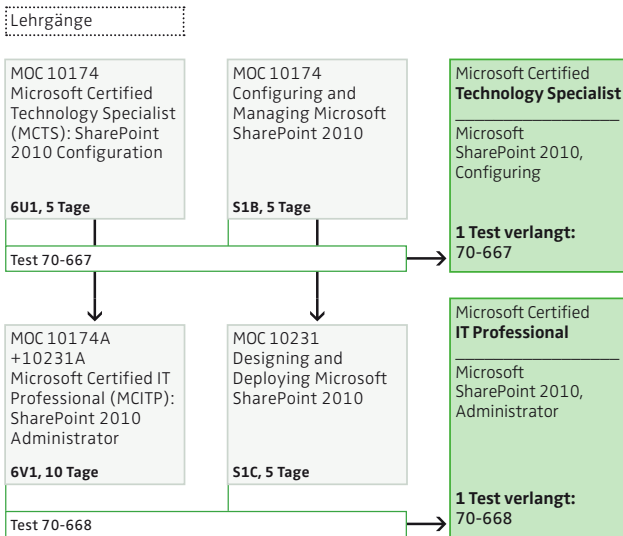 Lehrgänge
MOC 10174
Microsoft Certified
Technology Specialist
(MCTS): SharePoint
2010 Configuration
6U1, 5 Tage
MOC 10174
Configuring and
Managing Microsoft
SharePoint 2010
S1B, 5 Tage
Microsoft Certified
Technology Specialist
Microsoft
SharePoint 2010,
Configuring
1 Test verlangt:
70-667
Test 70-667
MOC 10174A
+10231A
Microsoft Certified IT
Professional (MCITP):
SharePoint 2010
Administrator
6V1, 10 Tage
MOC 10231
Designing and
Deploying Microsoft
SharePoint 2010
S1C, 5 Tage
Microsoft Certified
IT Professional
Microsoft
SharePoint 2010,
Administrator
1 Test verlangt:
70-668
Test 70-668